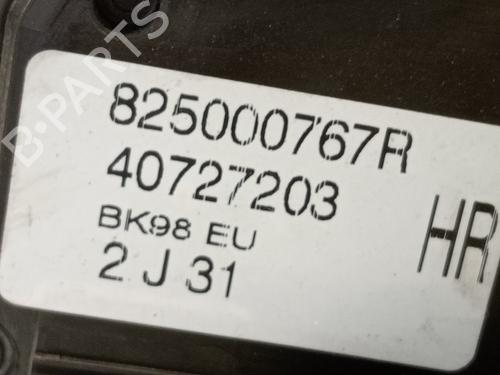 B-PARTS
825000767R
40727203
BK98 EU
2 J 31
HR